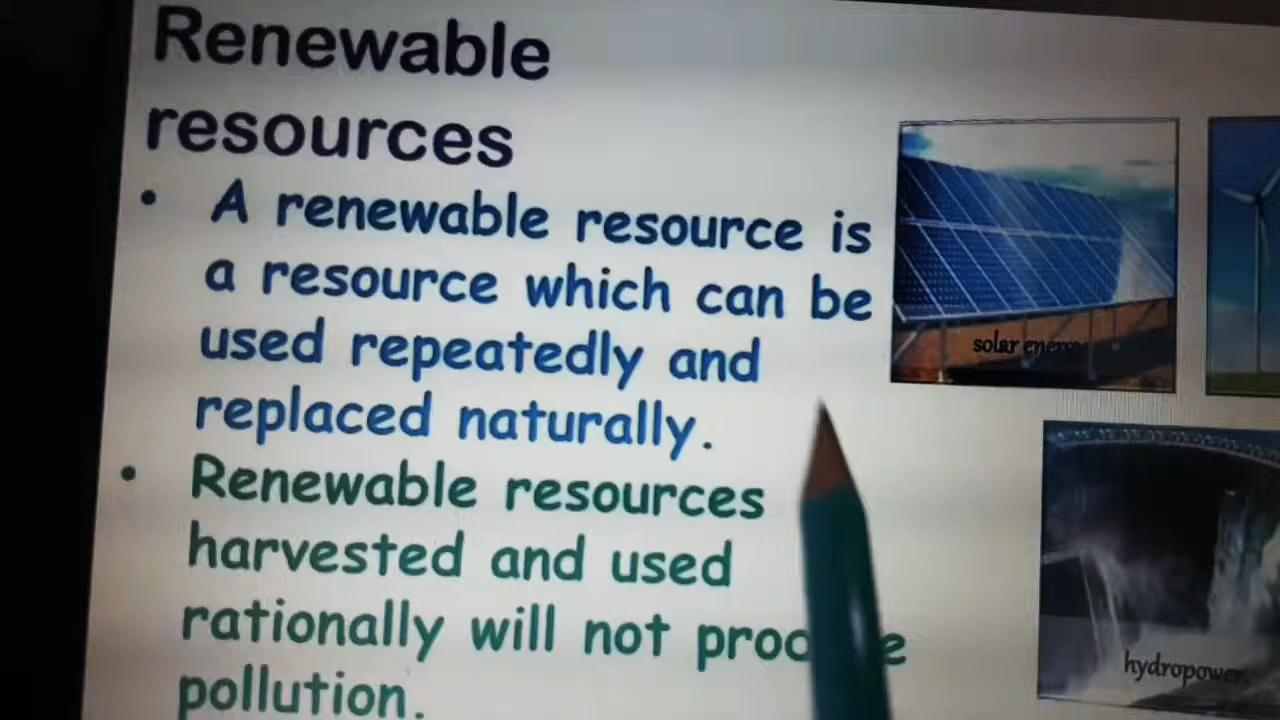 Renewable
resources
• A renewable resource is
a resource which can be
used repeatedly and
replaced naturally.
• Renewable resources
harvested and used
rationally will not
pollution.
solar energy
hydropower